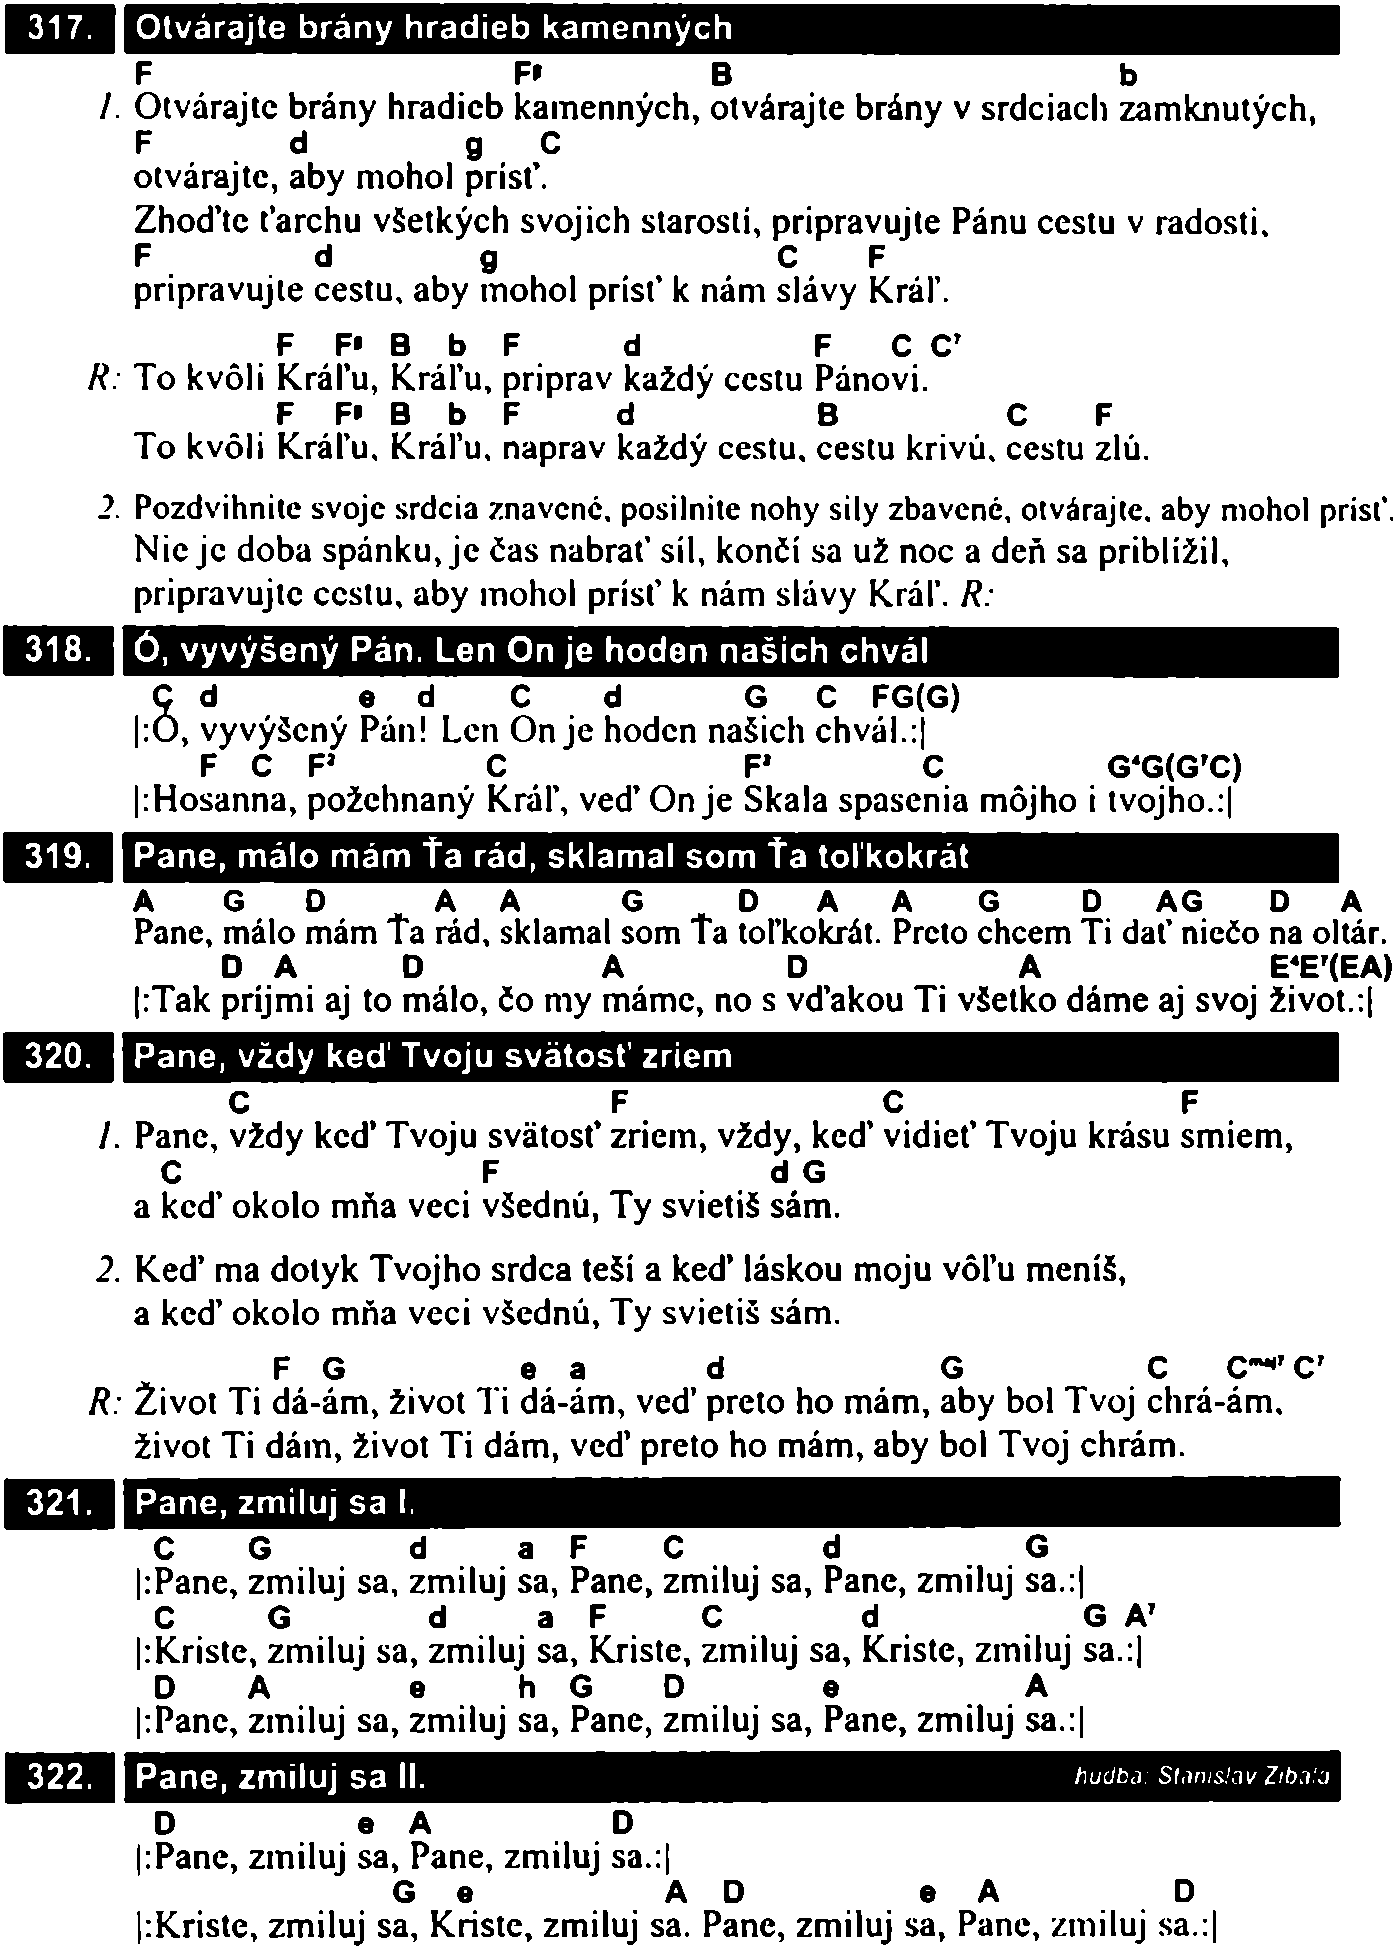 317. Otvárajte brány hradieb kamenných
F F B b
1. Otvárajte brány hradieb kamenných, otvárajte brány v srdciach zamknutých,
F d g C
otvárajte, aby mohol prísť.
Zhoďte ťarchu všetkých svojich starostí, pripravujte Pánu cestu v radosti,
F d g C F
pripravujte cestu, aby mohol prísť k nám slávy Kráľ.
F F B b F d F C C7
R: To kvôli Kráľu, Kráľu, priprav každý cestu Pánovi.
F F B b F d B C F
To kvôli Kráľu, Kráľu, naprav každý cestu, cestu krivú, cestu zlú.
2. Pozdvihnite svoje srdcia znavené, posilnite nohy sily zbavené, otvárajte, aby mohol prísť.
Nie je doba spánku, je čas nabrať síl, končí sa už noc a deň sa priblížil,
pripravujte cestu, aby mohol prísť k nám slávy Kráľ. R:
318. Ó, vyvýšený Pán. Len On je hoden našich chvál
C d e d C d G C FG(G)
|:Ó, vyvýšený Pán! Len On je hoden našich chvál.:|
F C F2 C F2 C G4G(G7C)
|:Hosanna, požehnaný Kráľ, veď On je Skala spasenia môjho i tvojho.:|
319. Pane, málo mám Ťa rád, sklamal som Ťa toľkokrát
A G D A A G D A A G D AG D A
Pane, málo mám Ťa rád, sklamal som Ťa toľkokrát. Preto chcem Ti dať niečo na oltár.
D A D A D A E4E7(EA)
|:Tak príjmi aj to málo, čo my máme, no s vďakou Ti všetko dáme aj svoj život.:|
320. Pane, vždy keď Tvoju svätosť zriem
C F C F
1. Pane, vždy keď Tvoju svätosť zriem, vždy, keď vidieť Tvoju krásu smiem,
C F d G
a keď okolo mňa veci všednú, Ty svietiš sám.
2. Keď ma dotyk Tvojho srdca teší a keď láskou moju vôľu meníš,
a keď okolo mňa veci všednú, Ty svietiš sám.
F G e a d G C Cmaj7 C7
R: Život Ti dá-ám, život Ti dá-ám, veď preto ho mám, aby bol Tvoj chrá-ám,
život Ti dám, život Ti dám, veď preto ho mám, aby bol Tvoj chrám.
321. Pane, zmiluj sa I.
C G d a F C d G
|:Pane, zmiluj sa, zmiluj sa, Pane, zmiluj sa, Pane, zmiluj sa.:|
C G d a F C d G A7
|:Kriste, zmiluj sa, zmiluj sa, Kriste, zmiluj sa, Kriste, zmiluj sa.:|
D A e h G D e A
|:Pane, zmiluj sa, zmiluj sa, Pane, zmiluj sa, Pane, zmiluj sa.:|
322. Pane, zmiluj sa II. hudba: Stanislav Zibala
D e A D
|:Pane, zmiluj sa, Pane, zmiluj sa.:|
G e A D e A D
|:Kriste, zmiluj sa, Kriste, zmiluj sa. Pane, zmiluj sa, Pane, zmiluj sa.:|